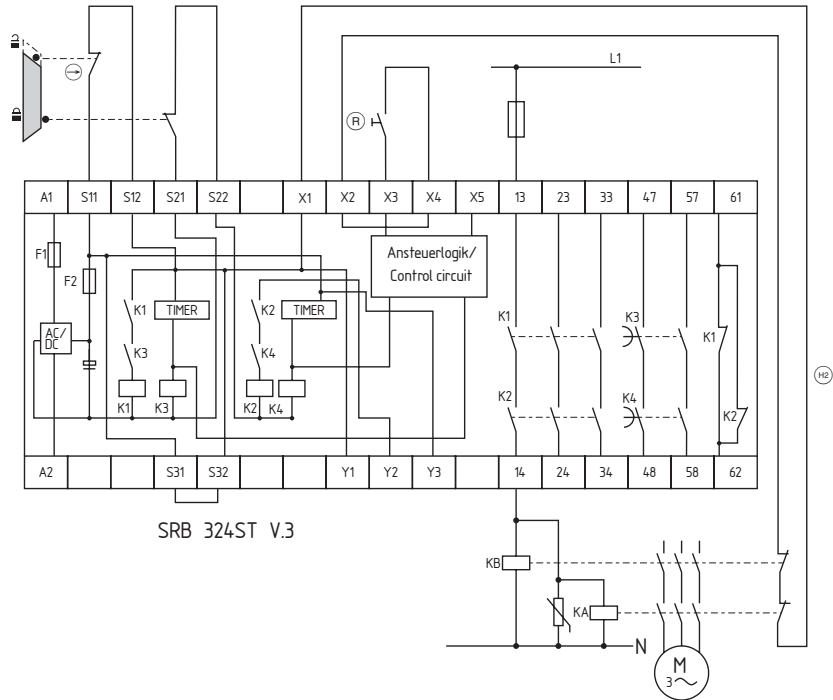 L1
R
A1 S11 S12 S21 S22 X1 X2 X3 X4 X5 13 23 33 47 57 61
F1
F2
Ansteuerlogik/
Control circuit
K1 TIMER K2 TIMER
K1 K3 K1
AC/
DC
K3 K4
K1 K3 K2 K4
K2 K4 K2
A2 S31 S32 Y1 Y2 Y3 14 24 34 48 58 62
SRB 324ST V.3
H2
KB
KA
N
M
3